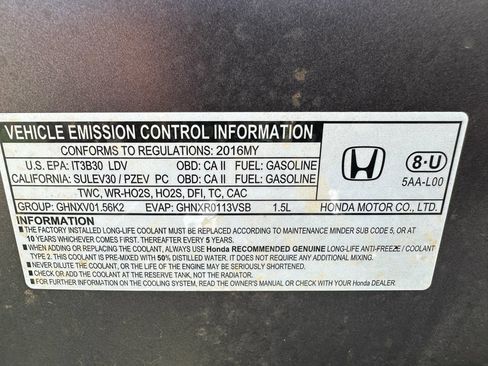 VEHICLE EMISSION CONTROL INFORMATION
CONFORMS TO REGULATIONS: 2016MY
U.S. EPA: IT3B30 LDV OBD: CA II FUEL: GASOLINE
CALIFORNIA: SULEV30 / PZEV PC OBD: CA II FUEL: GASOLINE
TWC, WR-HO2S, HO2S, DFI, TC, CAC
GROUP: GHNXV01.56K2 EVAP: GHNXR0113VSB 1.5L
8·U
5AA-L00
HONDA MOTOR CO., LTD.
INFORMATION
■ THE FACTORY INSTALLED LONG-LIFE COOLANT MUST BE REPLACED ACCORDING TO MAINTENANCE MINDER SUB CODE 5, OR AT
10 YEARS WHICHEVER COMES FIRST. THEREAFTER EVERY 5 YEARS.
■ WHEN ADDING OR REPLACING THE COOLANT, ALWAYS USE Honda RECOMMENDED GENUINE LONG-LIFE ANTI-FREEZE / COOLANT
TYPE 2. THIS COOLANT IS PRE-MIXED WITH 50% DISTILLED WATER. IT DOES NOT REQUIRE ANY ADDITIONAL MIXING.
■ NEVER DILUTE THE COOLANT, OR THE LIFE OF THE ENGINE MAY BE SERIOUSLY SHORTENED.
■ CHECK AND ADD THE COOLANT AT THE RESERVE TANK, NOT THE RADIATOR.
■ FOR FURTHER INFORMATION ON THE COOLING SYSTEM, READ THE OWNER'S MANUAL OR CHECK WITH YOUR Honda DEALER.